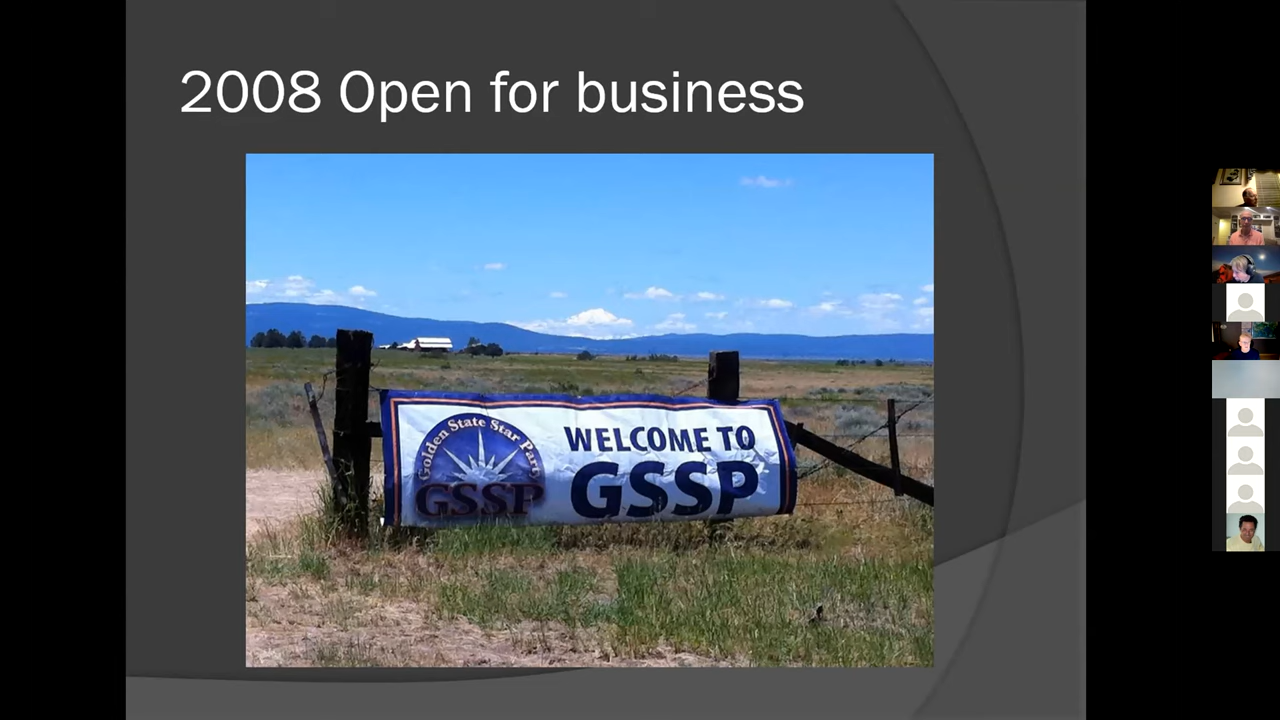 2008 Open for business
Golden State Star Party
GSSP
WELCOME TO
GSSP